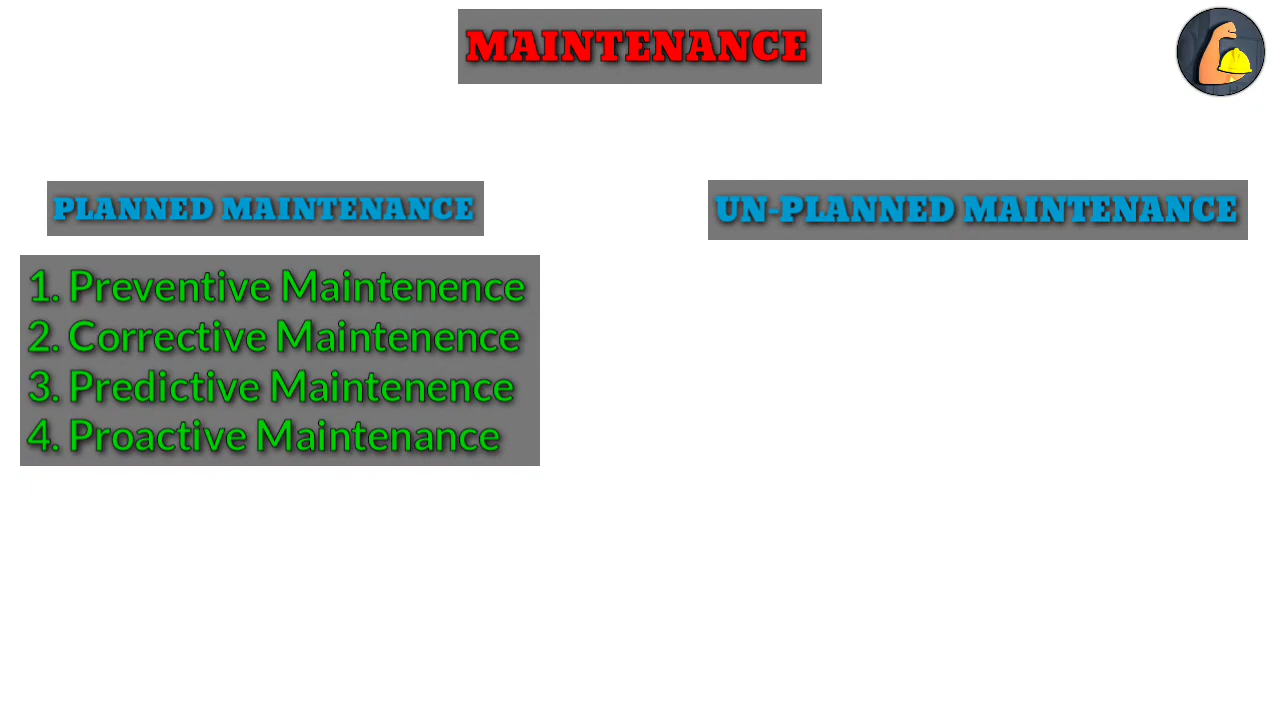 MAINTENANCE
PLANNED MAINTENANCE
1. Preventive Maintenence
2. Corrective Maintenence
3. Predictive Maintenence
4. Proactive Maintenance
UN-PLANNED MAINTENANCE